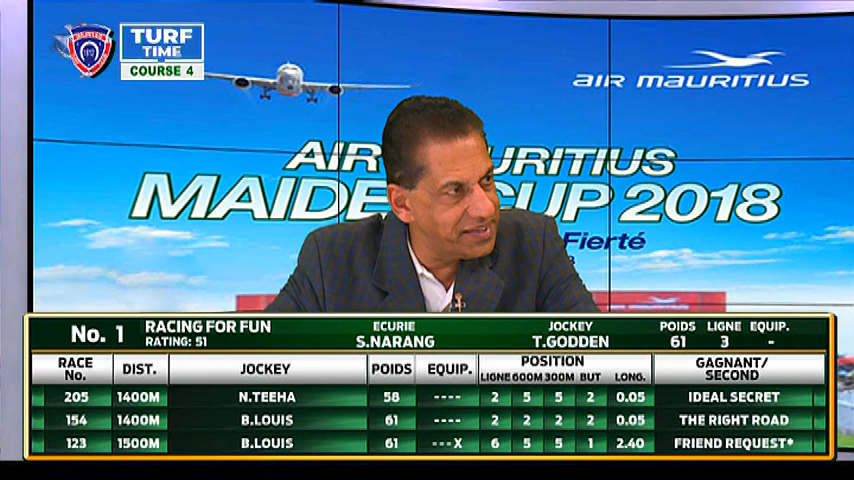 TURF
TIME
COURSE 4
1812
AIR MAURITIUS
AIR MAURITIUS
MAIDEN CUP 2018
Fierté
No. 1 RACING FOR FUN RATING: 51 ECURIE S.NARANG JOCKEY T.GODDEN POIDS 61 LIGNE 3 EQUIP. -
RACE No. DIST. JOCKEY POIDS EQUIP. POSITION LIGNE 600M 300M BUT LONG. GAGNANT/ SECOND
205 1400M N.TEEHA 58 ---- 2 5 5 2 0.05 IDEAL SECRET
154 1400M B.LOUIS 61 ---- 2 2 2 2 0.05 THE RIGHT ROAD
123 1500M B.LOUIS 61 ---X 6 5 5 1 2.40 FRIEND REQUEST*